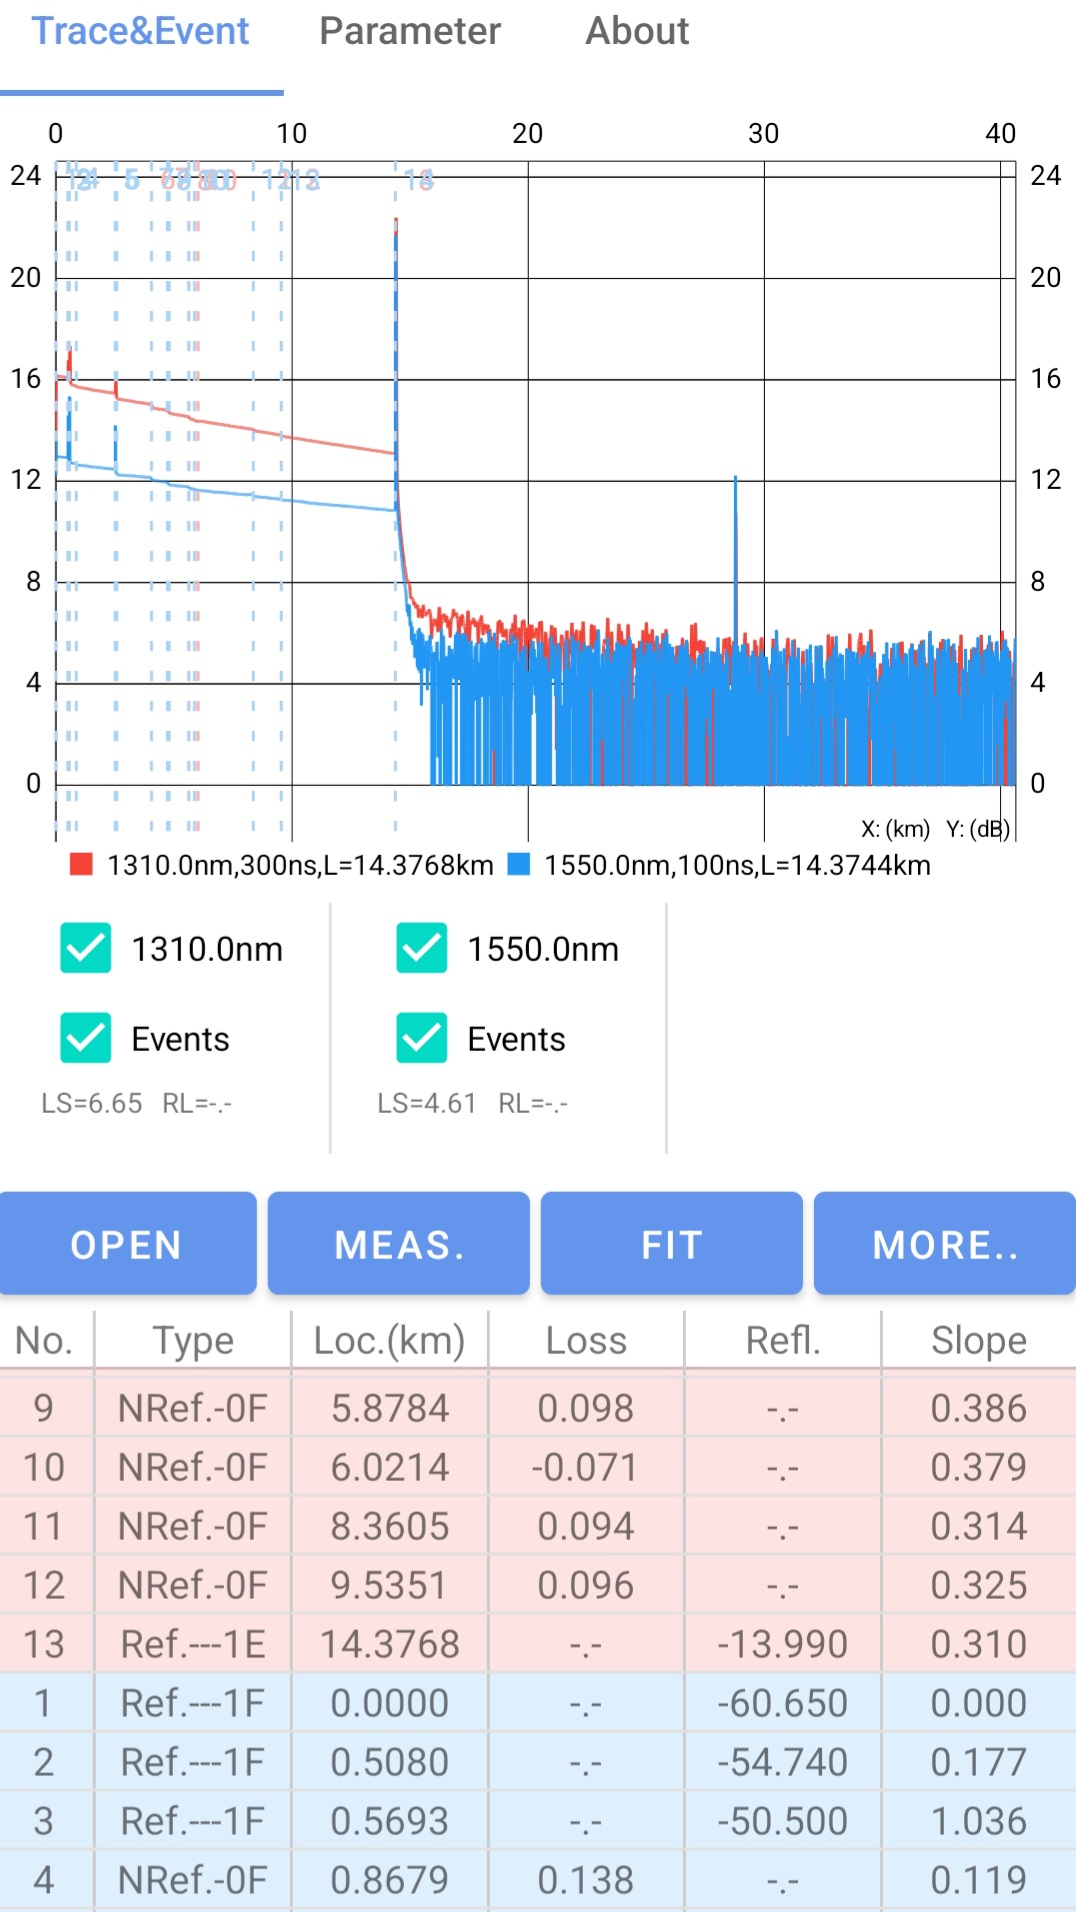 Trace&Event Parameter About
0 10 20 30 40
24 24
20 20
16 16
12 12
8 8
4 4
0 0
X: (km) Y: (dB)
1310.0nm,300ns,L=14.3768km 1550.0nm,100ns,L=14.3744km
1310.0nm 1550.0nm
Events Events
LS=6.65 RL=-.- LS=4.61 RL=-.-
OPEN MEAS. FIT MORE..
No. Type Loc.(km) Loss Refl. Slope
9 NRef.-0F 5.8784 0.098 -.- 0.386
10 NRef.-0F 6.0214 -0.071 -.- 0.379
11 NRef.-0F 8.3605 0.094 -.- 0.314
12 NRef.-0F 9.5351 0.096 -.- 0.325
13 Ref.---1E 14.3768 -.- -13.990 0.310
1 Ref.---1F 0.0000 -.- -60.650 0.000
2 Ref.---1F 0.5080 -.- -54.740 0.177
3 Ref.---1F 0.5693 -.- -50.500 1.036
4 NRef.-0F 0.8679 0.138 -.- 0.119